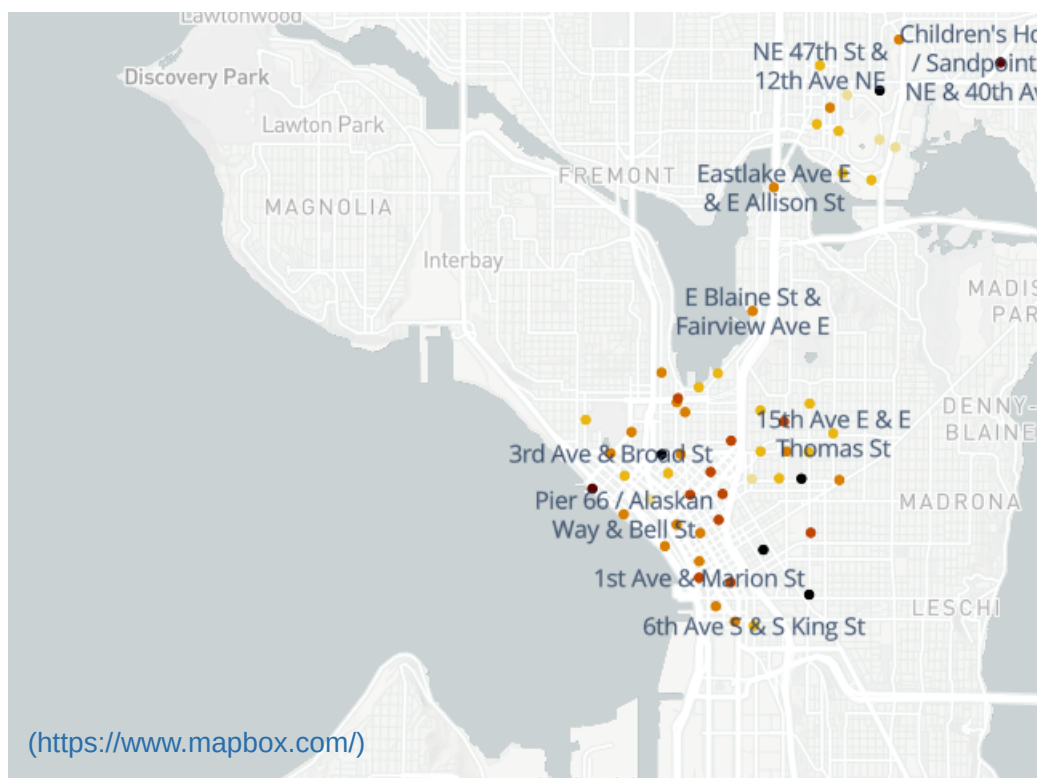 Lawtonwood
Discovery Park
Lawton Park
MAGNOLIA
Interbay
FREMONT
NE 47th St &
12th Ave NE
Children's Ho
/ Sandpoint
NE & 40th Av
Eastlake Ave E
& E Allison St
E Blaine St &
Fairview Ave E
MADIS
PAR
DENNY-
BLAINE
15th Ave E & E
Thomas St
3rd Ave & Broad St
Pier 66 / Alaskan
Way & Bell St
MADRONA
1st Ave & Marion St
LESCHI
6th Ave S & S King St
(https://www.mapbox.com/)